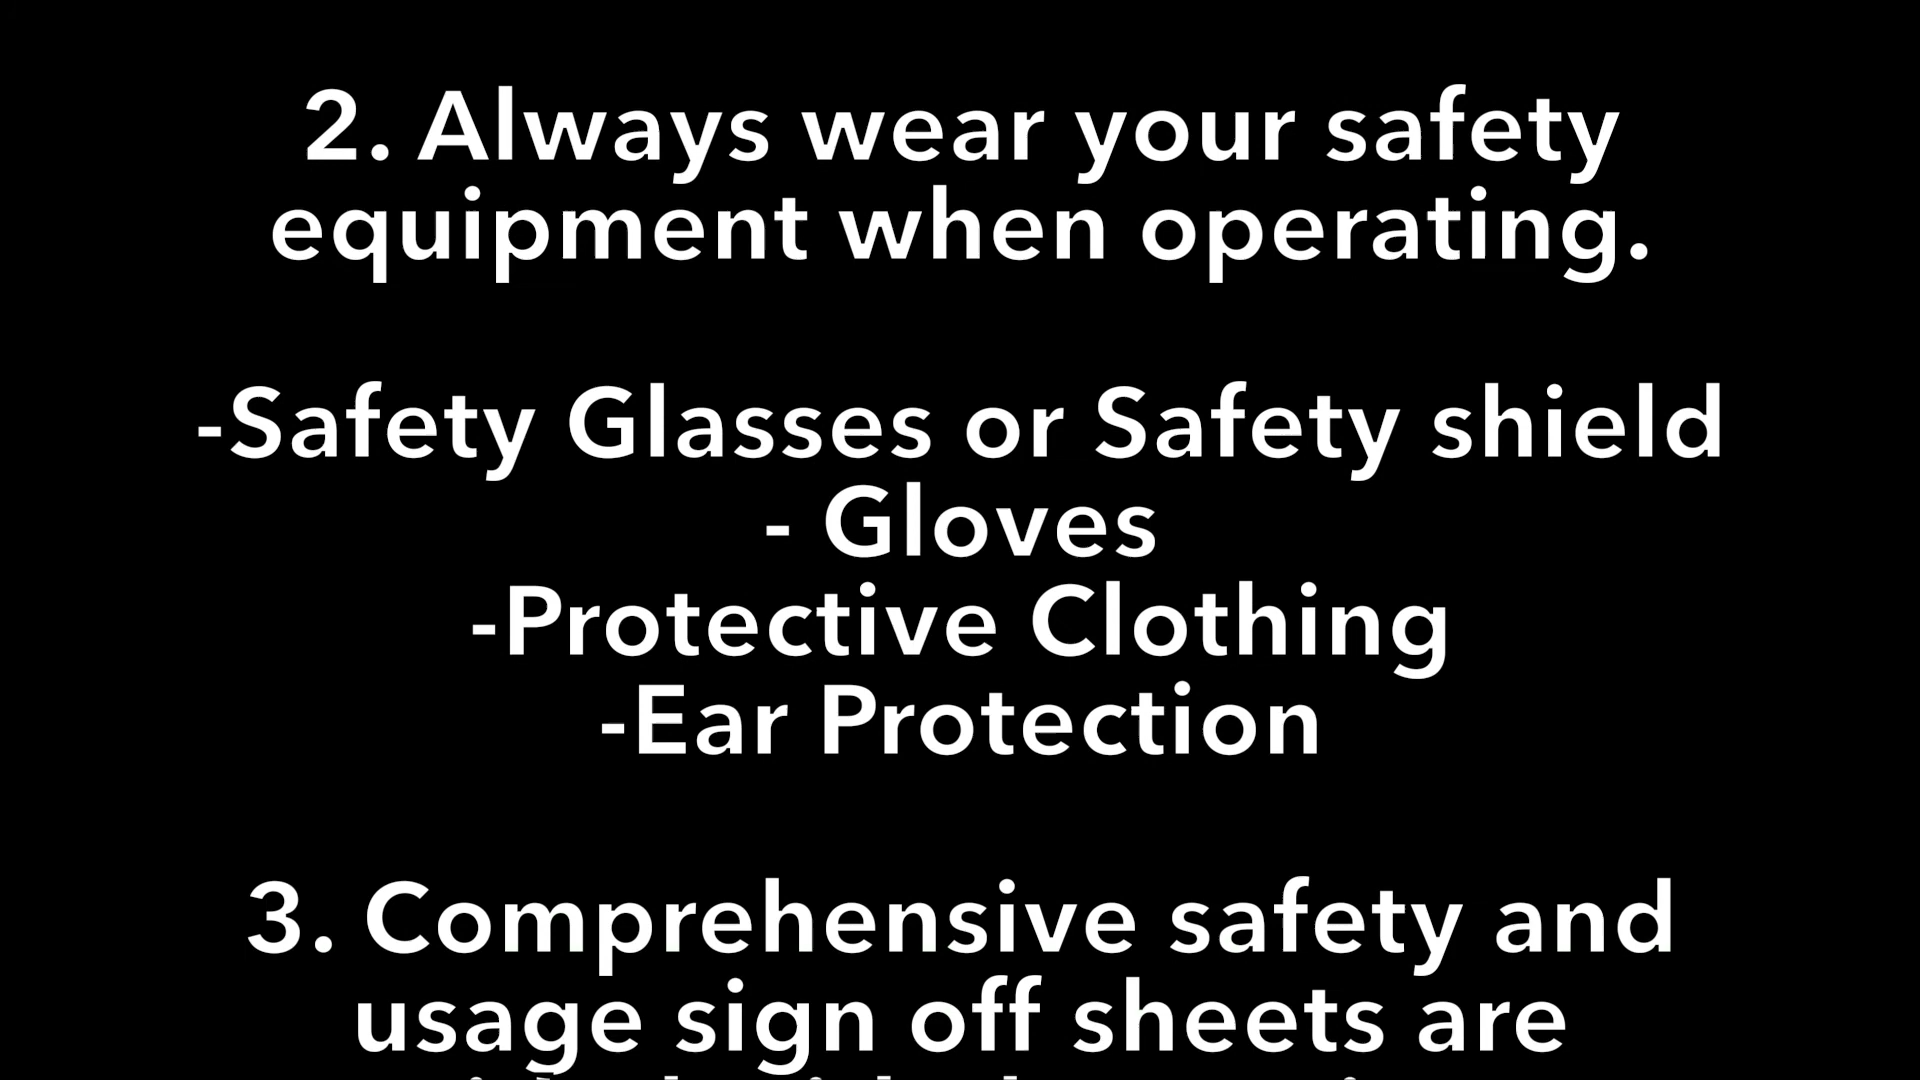 2. Always wear your safety
equipment when operating.
-Safety Glasses or Safety shield
- Gloves
-Protective Clothing
-Ear Protection
3. Comprehensive safety and
usage sign off sheets are